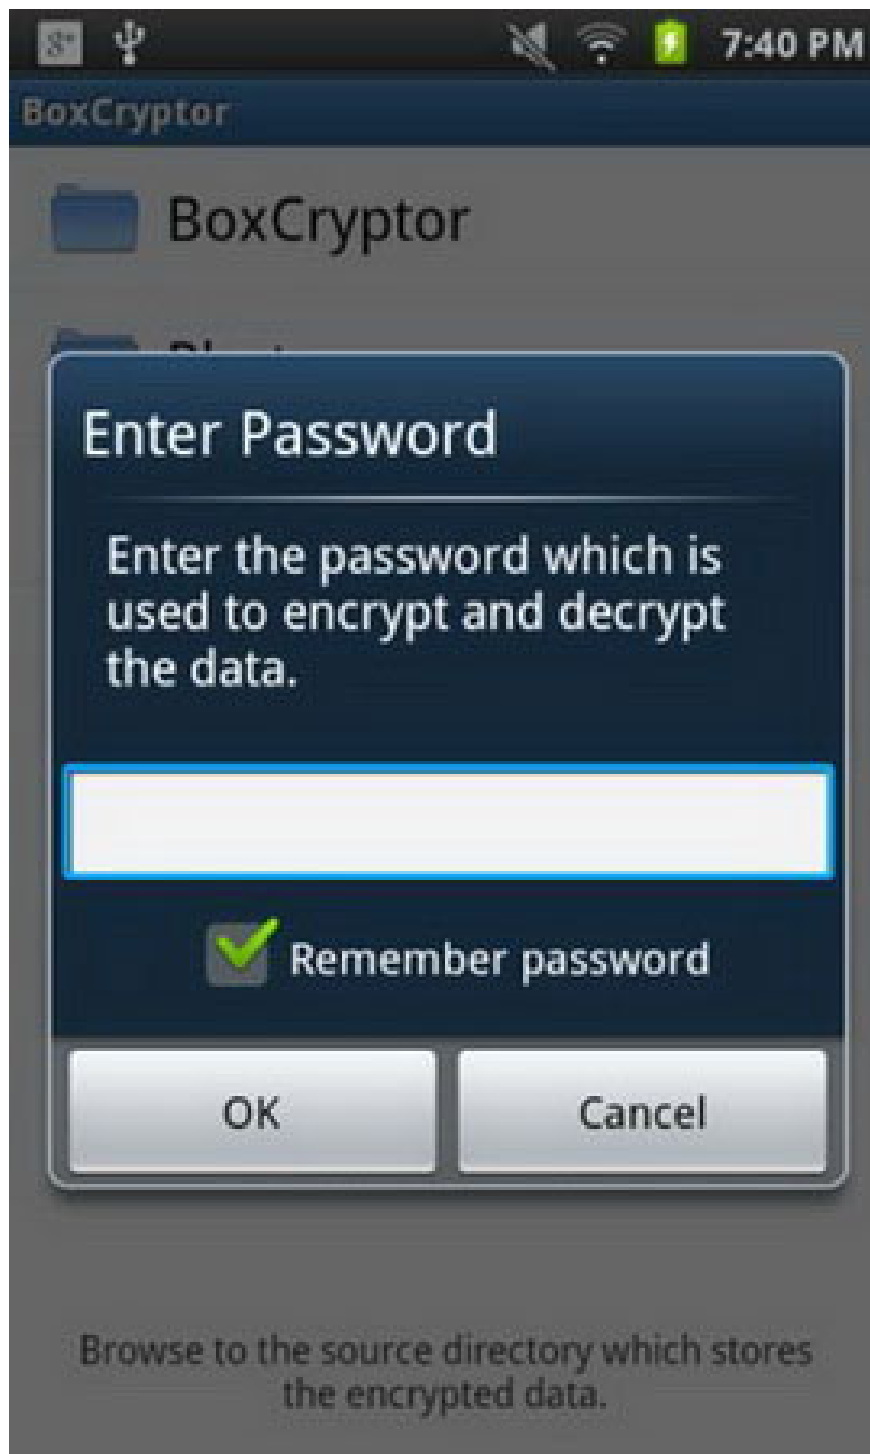 g+
7:40 PM
BoxCryptor
BoxCryptor
Enter Password
Enter the password which is
used to encrypt and decrypt
the data.
Remember password
OK
Cancel
Browse to the source directory which stores
the encrypted data.